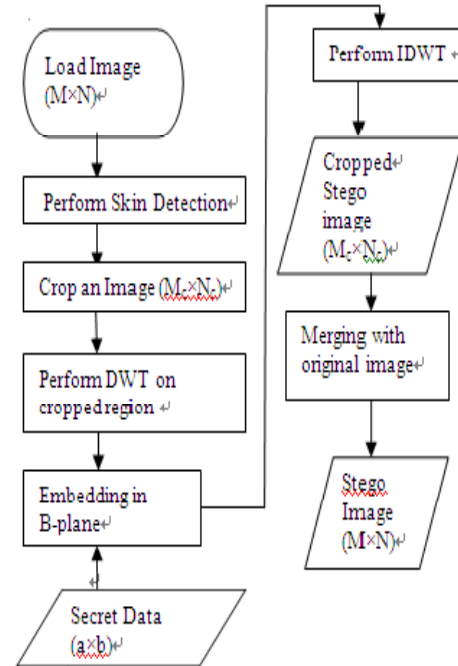 Load Image
(M×N)↵
Perform Skin Detection↵
Crop an Image (Mc×Nc)↵
Perform DWT on
cropped region ↵
Embedding in
B-plane↵
↵
Secret Data
(a×b)↵
Perform IDWT ↵
Cropped↵
Stego
image
(Mc×Nc)↵
Merging with
original image↵
Stego
Image
(M×N)↵